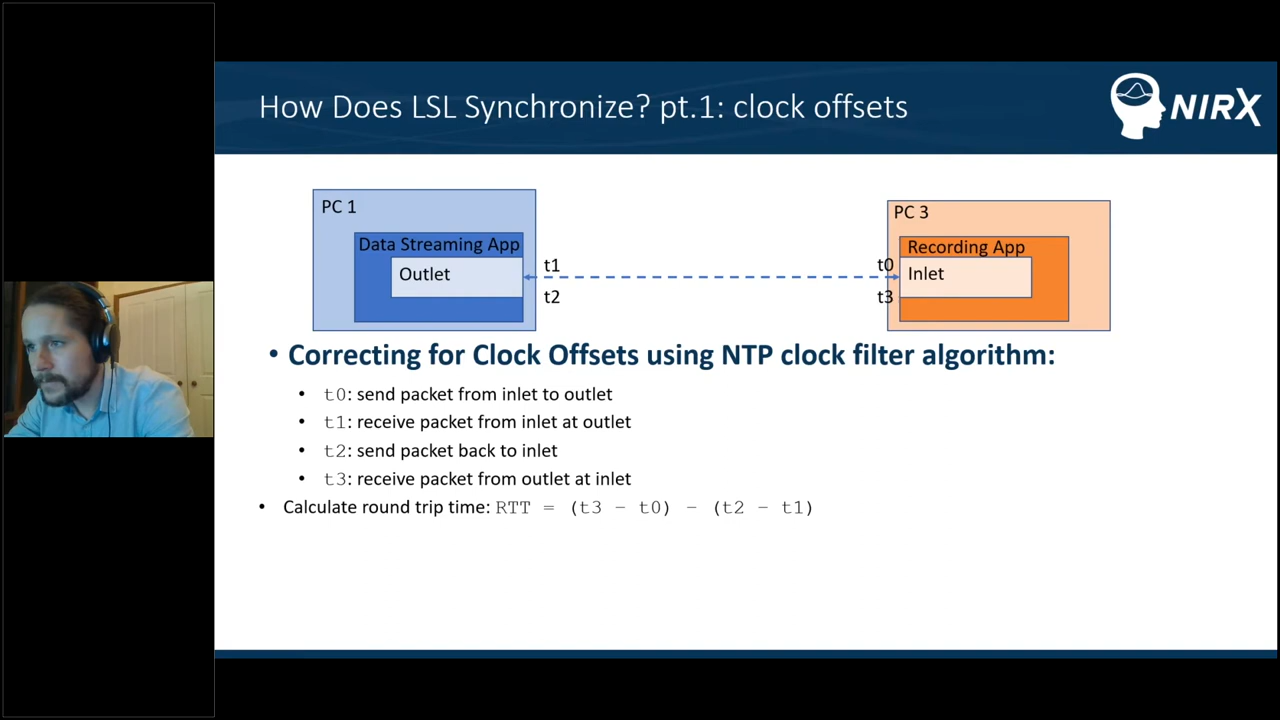 How Does LSL Synchronize? pt.1: clock offsets
NIRX
PC 1
Data Streaming App
Outlet
t1
t2
PC 3
Recording App
Inlet
t0
t3
• Correcting for Clock Offsets using NTP clock filter algorithm:
• t0: send packet from inlet to outlet
• t1: receive packet from inlet at outlet
• t2: send packet back to inlet
• t3: receive packet from outlet at inlet
• Calculate round trip time: RTT = (t3 – t0) – (t2 – t1)